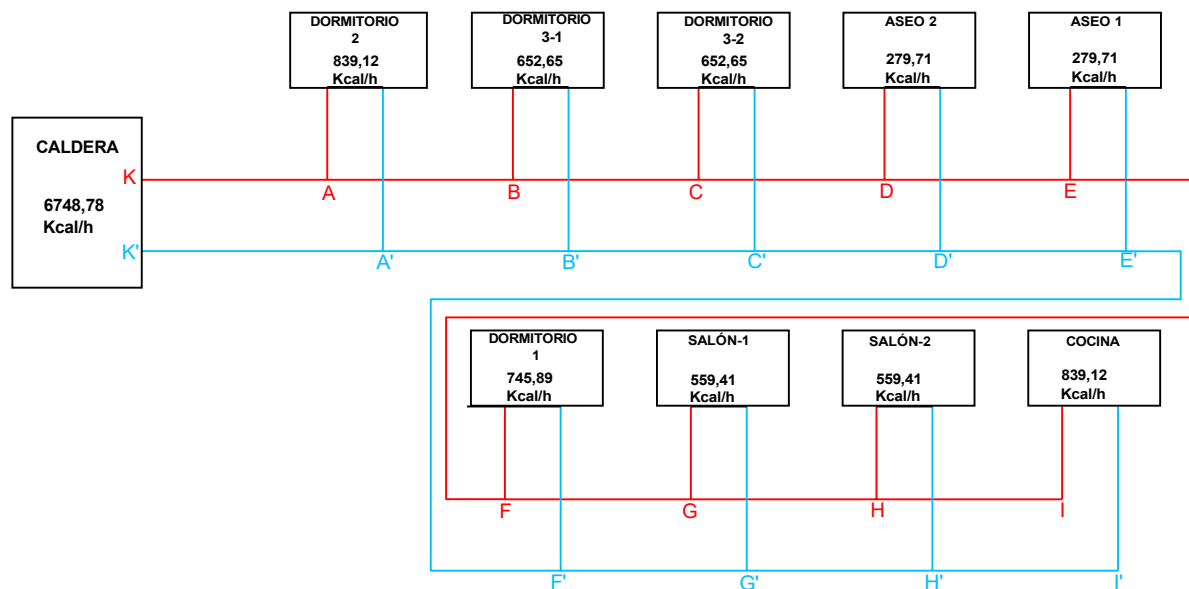 DORMITORIO
2
839,12
Kcal/h
DORMITORIO
3-1
652,65
Kcal/h
DORMITORIO
3-2
652,65
Kcal/h
ASEO 2
279,71
Kcal/h
ASEO 1
279,71
Kcal/h
CALDERA
6748,78
Kcal/h
K
K'
A
B
C
D
E
A'
B'
C'
D'
E'
DORMITORIO
1
745,89
Kcal/h
SALÓN-1
559,41
Kcal/h
SALÓN-2
559,41
Kcal/h
COCINA
839,12
Kcal/h
F
G
H
I
F'
G'
H'
I'